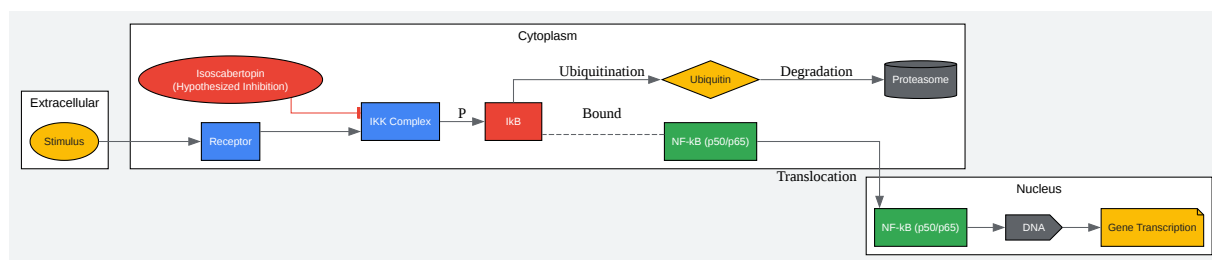 Cytoplasm
Isoscabertopin
(Hypothesized Inhibition)
Ubiquitination
Ubiquitin
Degradation
Proteasome
Extracellular
Stimulus
Receptor
IKK Complex
P
IkB
Bound
NF-kB (p50/p65)
Translocation
Nucleus
NF-kB (p50/p65)
DNA
Gene Transcription